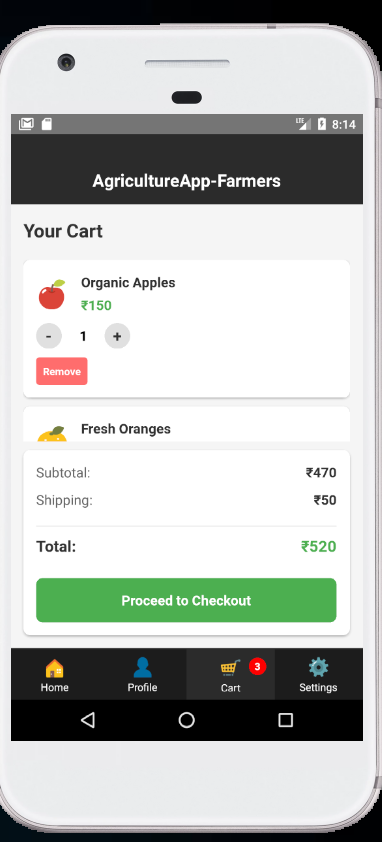 LTE 8:14
AgricultureApp-Farmers
Your Cart
Organic Apples
₹150
- 1 +
Remove
Fresh Oranges
Subtotal: ₹470
Shipping: ₹50
Total: ₹520
Proceed to Checkout
3
Home Profile Cart Settings